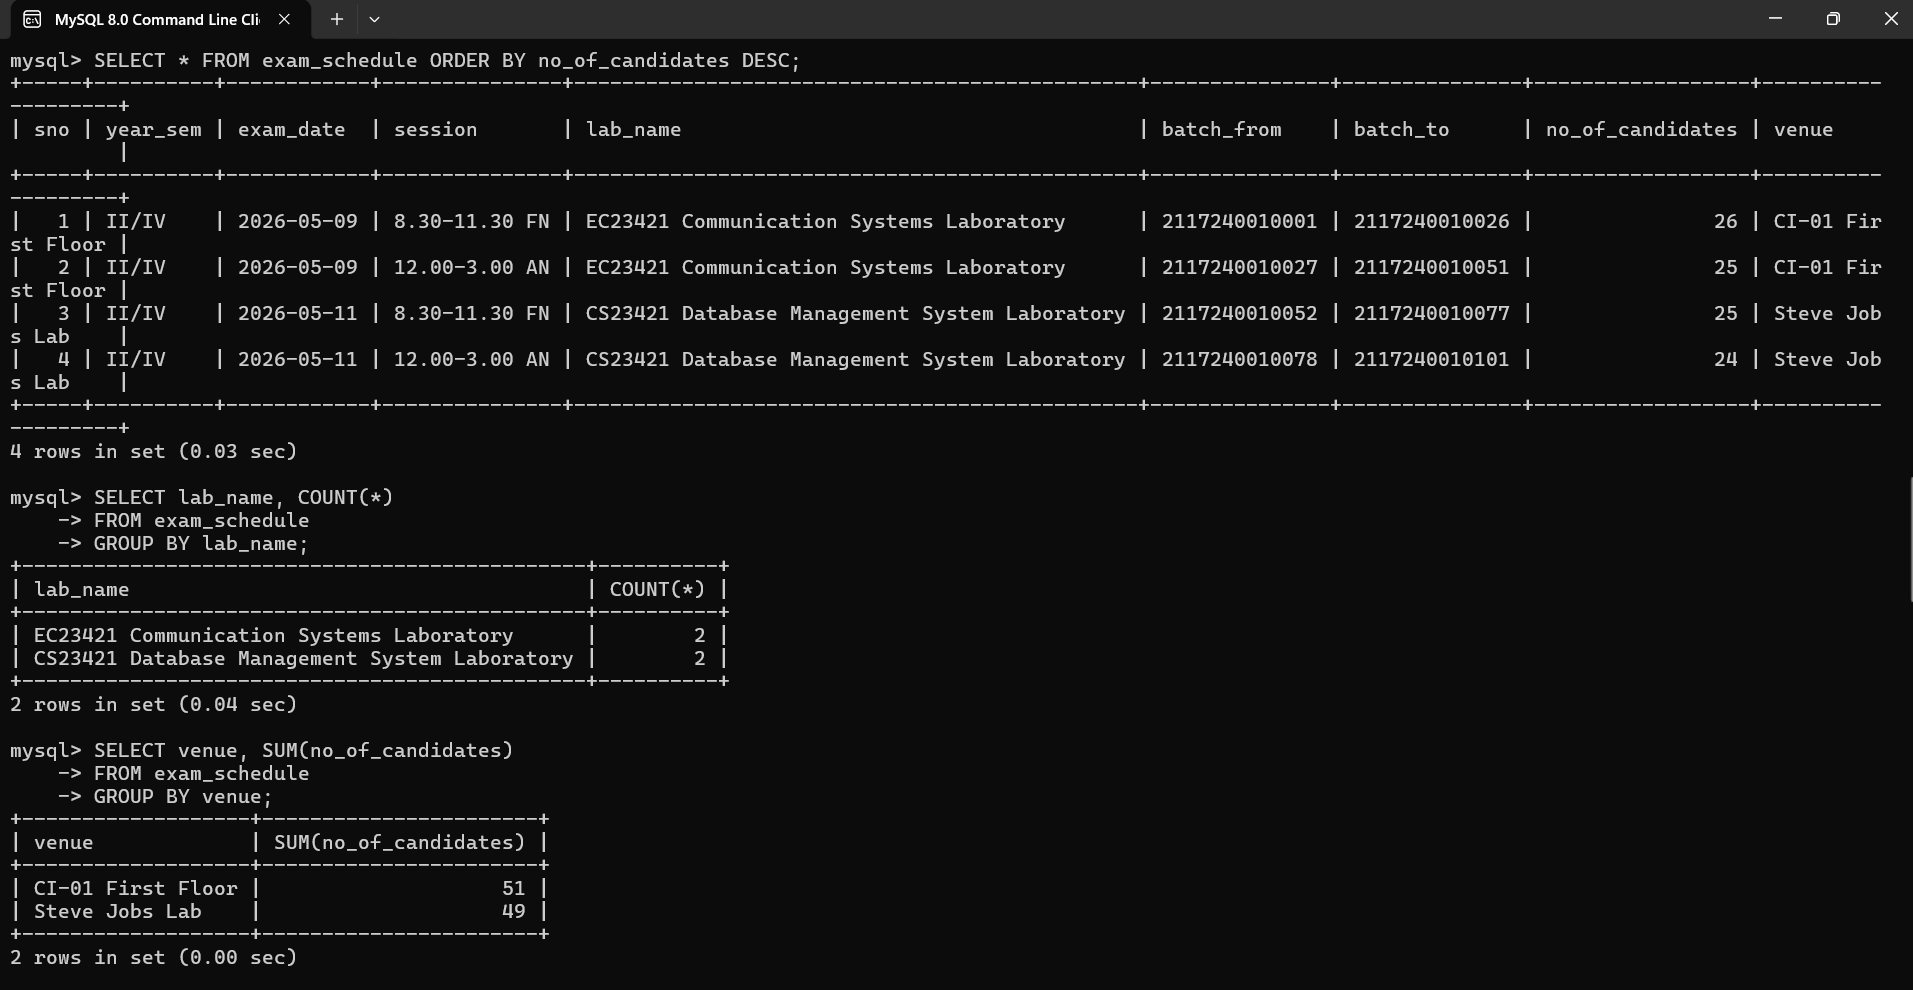 MySQL 8.0 Command Line Cli
mysql> SELECT * FROM exam_schedule ORDER BY no_of_candidates DESC;
+-----+----------+------------+---------------+-----------------------------------------------+---------------+---------------+------------------+----------
---------+
| sno | year_sem | exam_date  | session       | lab_name                                      | batch_from    | batch_to      | no_of_candidates | venue
         |
+-----+----------+------------+---------------+-----------------------------------------------+---------------+---------------+------------------+----------
---------+
|   1 | II/IV    | 2026-05-09 | 8.30-11.30 FN | EC23421 Communication Systems Laboratory      | 2117240010001 | 2117240010026 |               26 | CI-01 Fir
st Floor |
|   2 | II/IV    | 2026-05-09 | 12.00-3.00 AN | EC23421 Communication Systems Laboratory      | 2117240010027 | 2117240010051 |               25 | CI-01 Fir
st Floor |
|   3 | II/IV    | 2026-05-11 | 8.30-11.30 FN | CS23421 Database Management System Laboratory | 2117240010052 | 2117240010077 |               25 | Steve Job
s Lab    |
|   4 | II/IV    | 2026-05-11 | 12.00-3.00 AN | CS23421 Database Management System Laboratory | 2117240010078 | 2117240010101 |               24 | Steve Job
s Lab    |
+-----+----------+------------+---------------+-----------------------------------------------+---------------+---------------+------------------+----------
---------+
4 rows in set (0.03 sec)
mysql> SELECT lab_name, COUNT(*)
    -> FROM exam_schedule
    -> GROUP BY lab_name;
+-----------------------------------------------+----------+
| lab_name                                      | COUNT(*) |
+-----------------------------------------------+----------+
| EC23421 Communication Systems Laboratory      |        2 |
| CS23421 Database Management System Laboratory |        2 |
+-----------------------------------------------+----------+
2 rows in set (0.04 sec)
mysql> SELECT venue, SUM(no_of_candidates)
    -> FROM exam_schedule
    -> GROUP BY venue;
+-------------------+-----------------------+
| venue             | SUM(no_of_candidates) |
+-------------------+-----------------------+
| CI-01 First Floor |                    51 |
| Steve Jobs Lab    |                    49 |
+-------------------+-----------------------+
2 rows in set (0.00 sec)